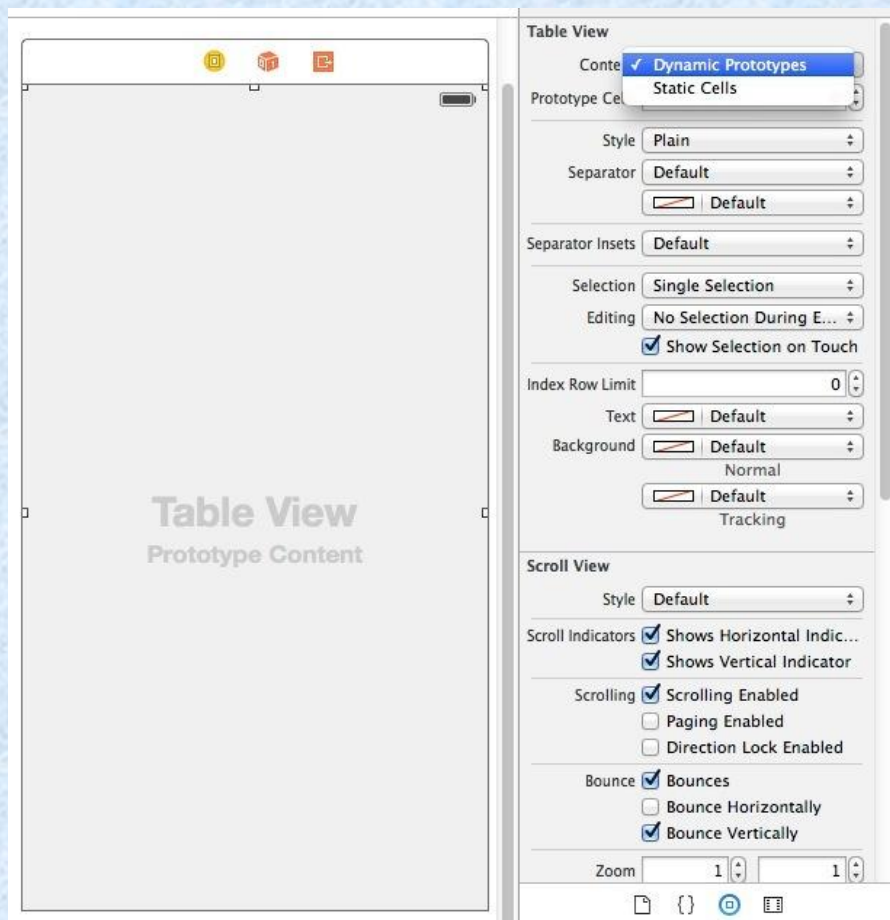 Table View
Prototype Content
Table View
Conte ✓ Dynamic Prototypes
Static Cells
Prototype Ce
Style Plain
Separator Default
Default
Separator Insets Default
Selection Single Selection
Editing No Selection During E...
Show Selection on Touch
Index Row Limit 0
Text Default
Background Default
Normal
Default
Tracking
Scroll View
Style Default
Scroll Indicators Shows Horizontal Indic...
Shows Vertical Indicator
Scrolling Scrolling Enabled
Paging Enabled
Direction Lock Enabled
Bounce Bounces
Bounce Horizontally
Bounce Vertically
Zoom 1 1
{}